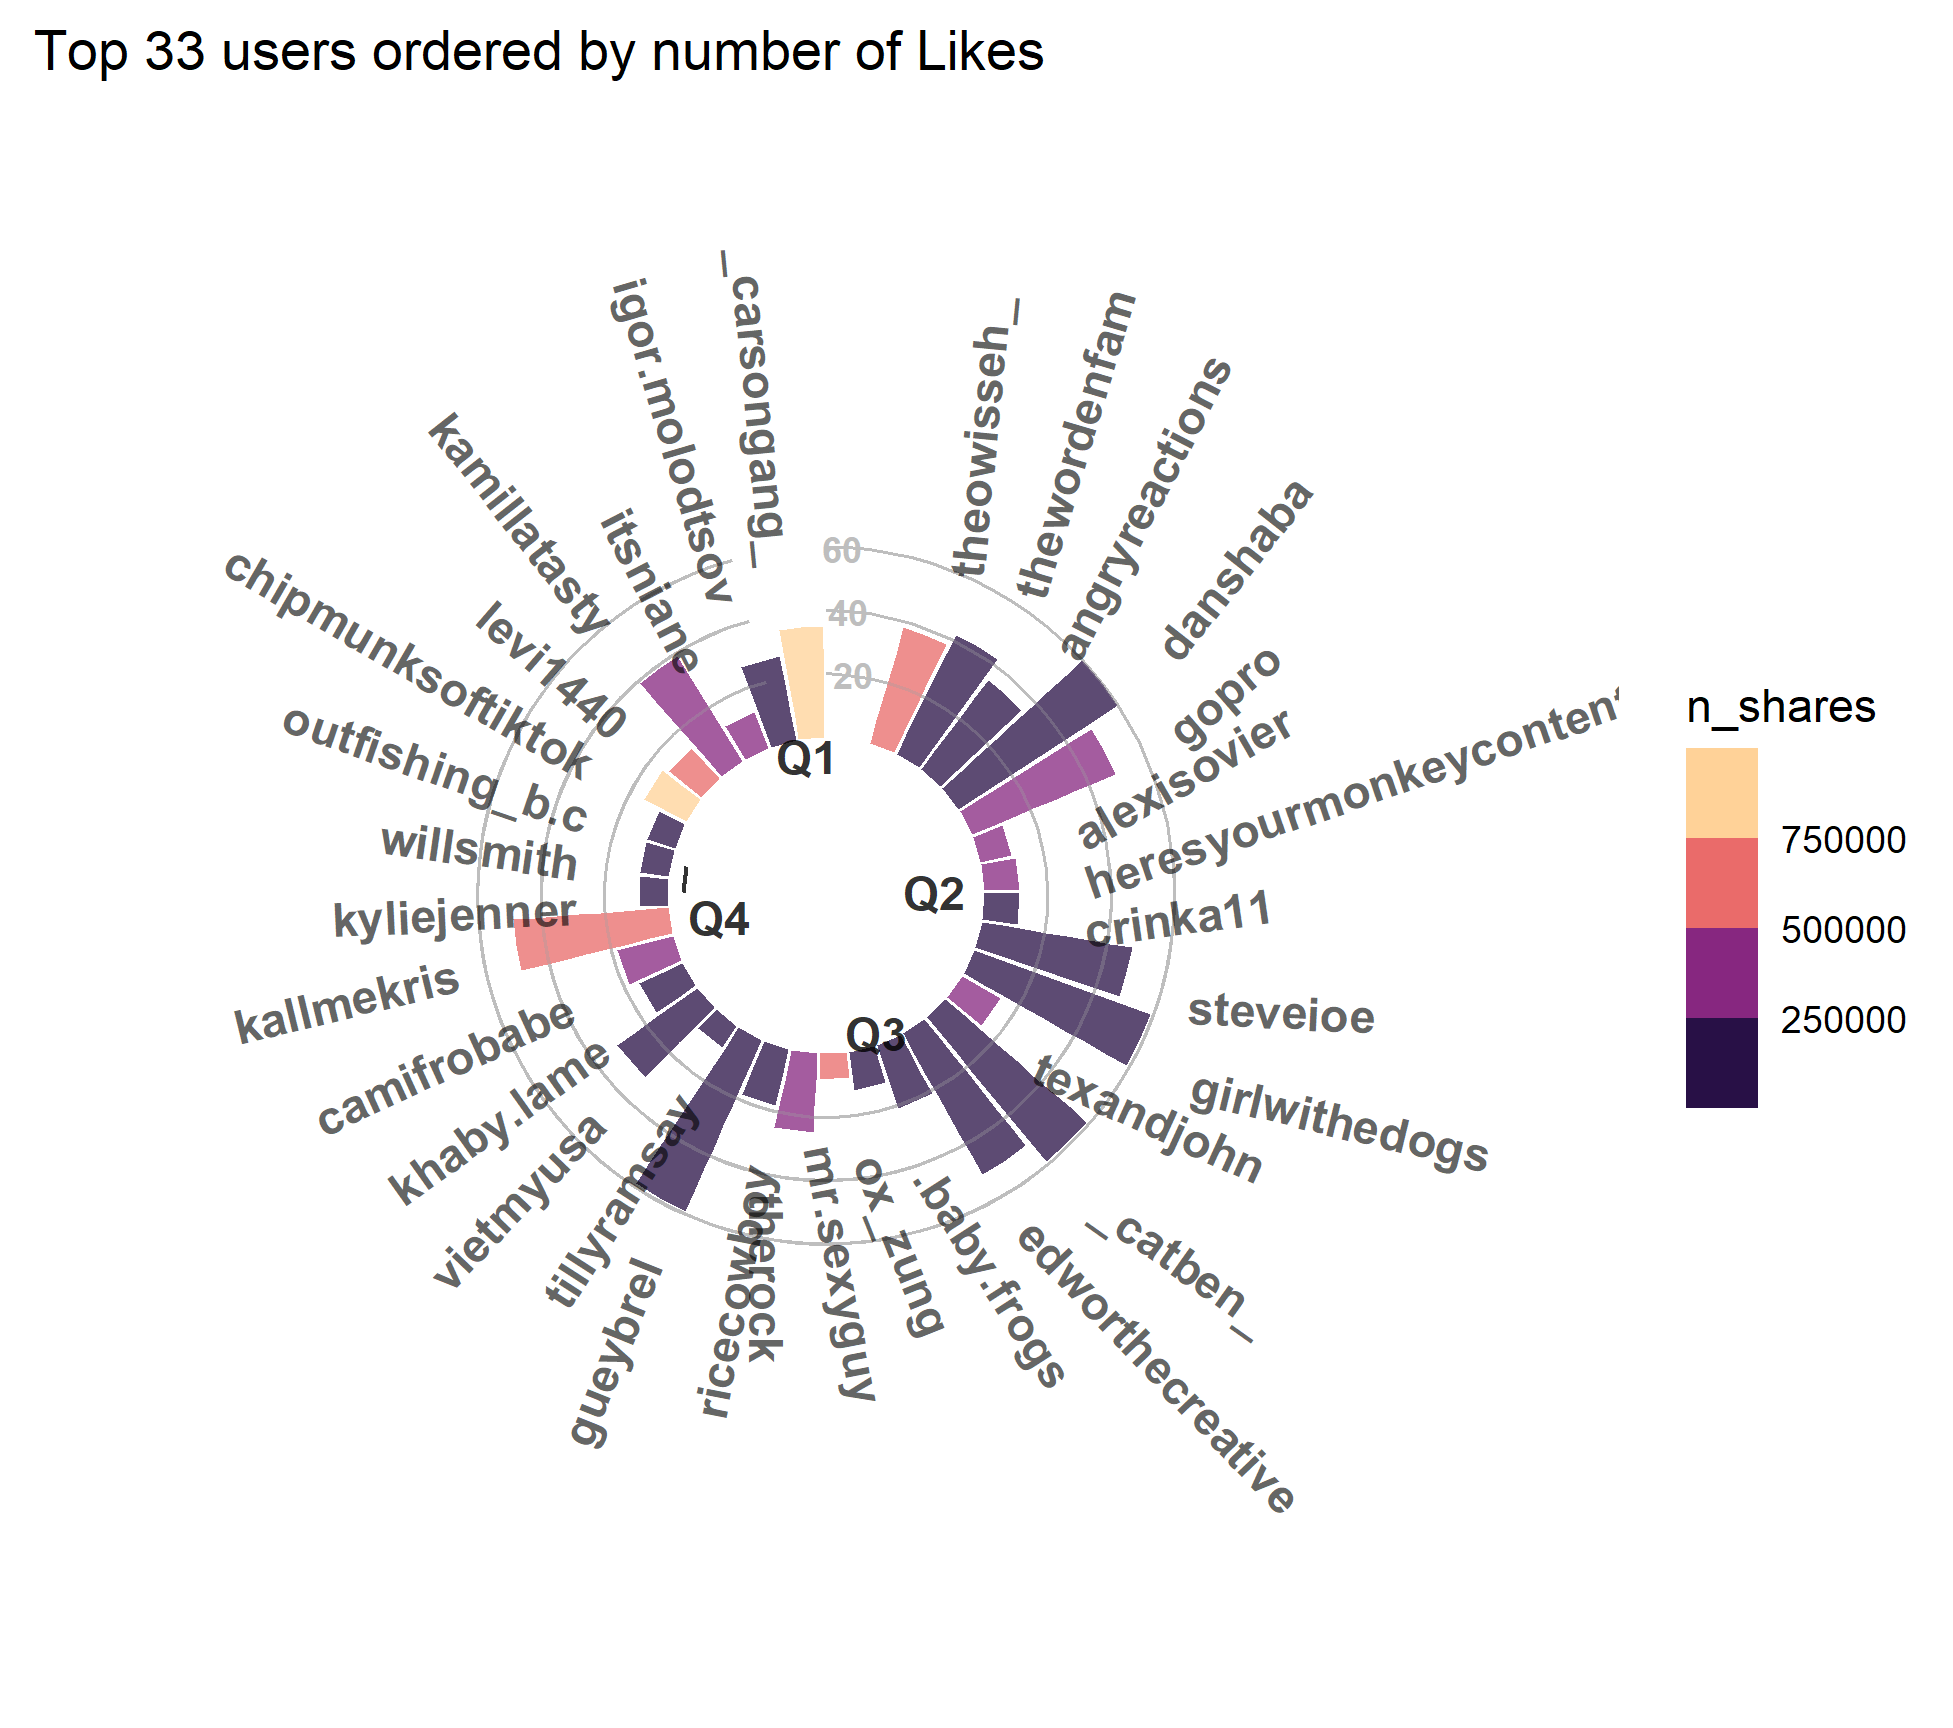 Top 33 users ordered by number of Likes
_carsongang_
igor.molodtsov
itsniane
kamillatasty
levi1440
chipmunksoftiktok
outfishing_b.c
willsmith
kyliejenner
kallmekris
camifrobabe
khaby.lame
vietmyusa
tillyramsay
gueybrel
ricecowboy
therock
mr.sexyguy
ox_zung
.baby.frogs
edworthecreative
_catben_
texandjohn
girlwithedogs
steveioe
crinka11
heresyourmonkeycontent
alexisovier
gopro
danshaba
angryreactions
thewordenfam
theowisseh_
60
40
20
Q1
Q2
Q3
Q4
n_shares
750000
500000
250000